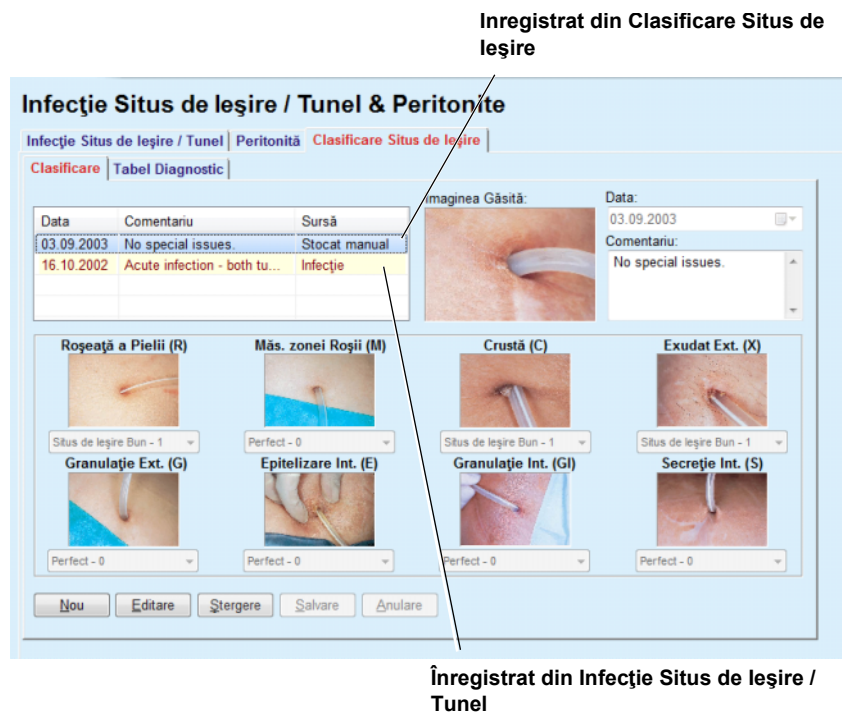 Inregistrat din Clasificare Situs de
Ieşire
Infecţie Situs de Ieşire / Tunel & Peritonite
Infecţie Situs de Ieşire / Tunel Peritonită Clasificare Situs de Ieşire
Clasificare Tabel Diagnostic
Imaginea Găsită: Data:
Data Comentariu Sursă 03.09.2003
03.09.2003 No special issues. Stocat manual Comentariu:
16.10.2002 Acute infection - both tu... Infecţie No special issues.
Roşeaţă a Pielii (R) Măs. zonei Roşii (M) Crustă (C) Exudat Ext. (X)
Situs de Ieşire Bun - 1 Perfect - 0 Situs de Ieşire Bun - 1 Situs de Ieşire Bun - 1
Granulaţie Ext. (G) Epitelizare Int. (E) Granulaţie Int. (GI) Secreţie Int. (S)
Perfect - 0 Perfect - 0 Perfect - 0 Perfect - 0
Nou Editare Ştergere Salvare Anulare
Înregistrat din Infecţie Situs de Ieşire /
Tunel